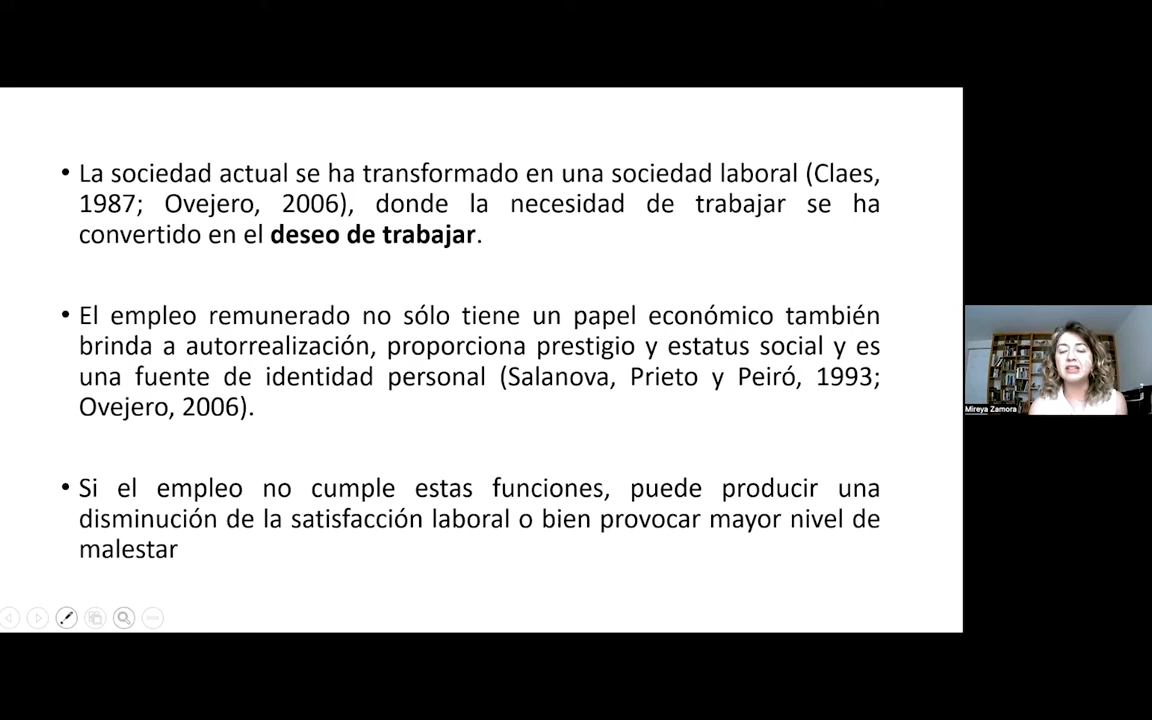 • La sociedad actual se ha transformado en una sociedad laboral (Claes,
1987; Ovejero, 2006), donde la necesidad de trabajar se ha
convertido en el deseo de trabajar.
• El empleo remunerado no sólo tiene un papel económico también
brinda a autorrealización, proporciona prestigio y estatus social y es
una fuente de identidad personal (Salanova, Prieto y Peiró, 1993;
Ovejero, 2006).
• Si el empleo no cumple estas funciones, puede producir una
disminución de la satisfacción laboral o bien provocar mayor nivel de
malestar
Mireya Zamora